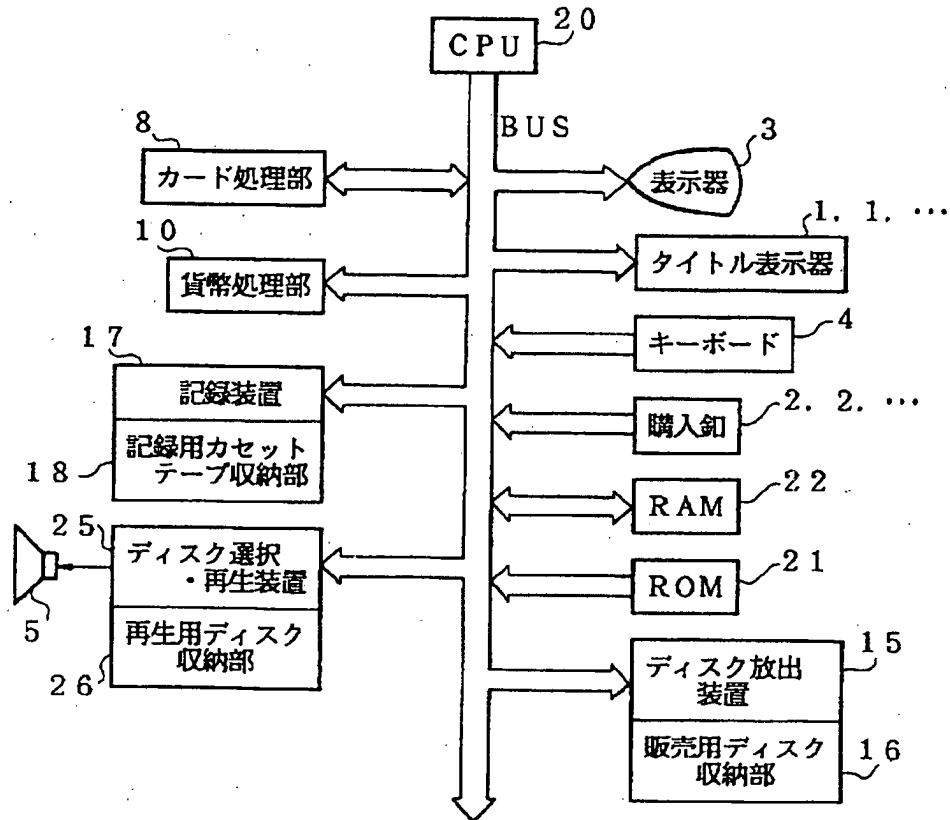 20
CPU
BUS
8
カード処理部
3
表示器
1. 1. …
タイトル表示器
10
貨幣処理部
4
キーボード
17
記録装置
記録用カセット
テープ収納部
18
2. 2. …
購入釦
22
RAM
21
ROM
25
ディスク選択
・再生装置
5
再生用ディスク
収納部
26
15
ディスク放出
装置
販売用ディスク
収納部
16